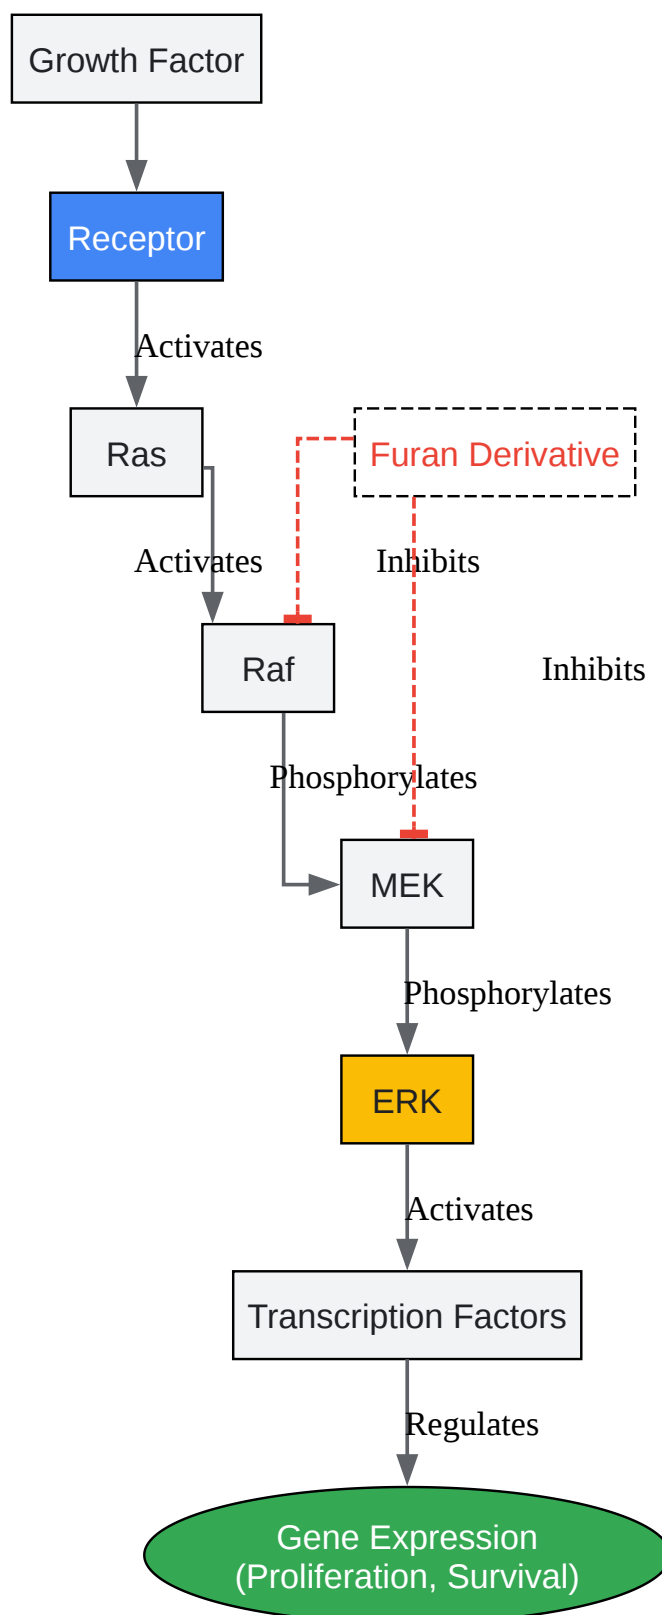 Growth Factor
Receptor
Activates
Ras
Furan Derivative
Activates
Inhibits
Raf
Inhibits
Phosphorylates
MEK
Phosphorylates
ERK
Activates
Transcription Factors
Regulates
Gene Expression
(Proliferation, Survival)